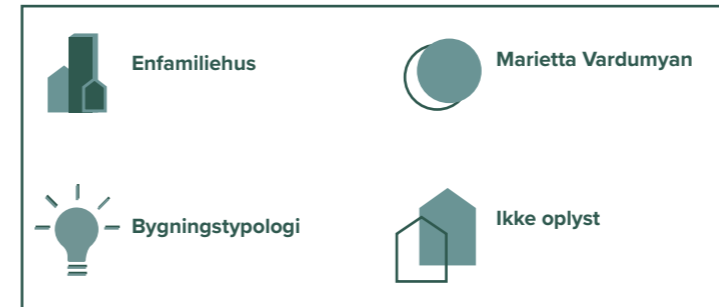 Enfamiliehus
Marietta Vardumyan
Bygningstypologi
Ikke oplyst